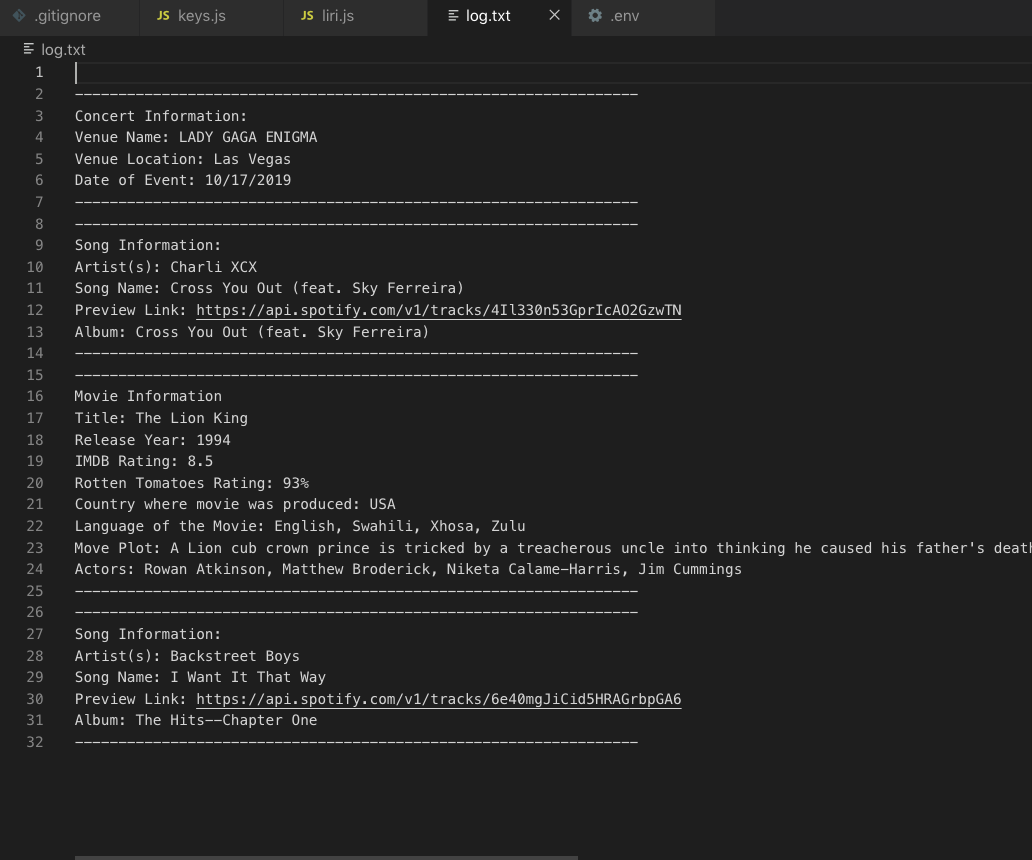 .gitignore JS keys.js JS liri.js log.txt .env
log.txt
1
2 -----------------------------------------------------------------
3 Concert Information:
4 Venue Name: LADY GAGA ENIGMA
5 Venue Location: Las Vegas
6 Date of Event: 10/17/2019
7 -----------------------------------------------------------------
8 -----------------------------------------------------------------
9 Song Information:
10 Artist(s): Charli XCX
11 Song Name: Cross You Out (feat. Sky Ferreira)
12 Preview Link: https://api.spotify.com/v1/tracks/4Il330n53GprIcAO2GzwTN
13 Album: Cross You Out (feat. Sky Ferreira)
14 -----------------------------------------------------------------
15 -----------------------------------------------------------------
16 Movie Information
17 Title: The Lion King
18 Release Year: 1994
19 IMDB Rating: 8.5
20 Rotten Tomatoes Rating: 93%
21 Country where movie was produced: USA
22 Language of the Movie: English, Swahili, Xhosa, Zulu
23 Move Plot: A Lion cub crown prince is tricked by a treacherous uncle into thinking he caused his father's death
24 Actors: Rowan Atkinson, Matthew Broderick, Niketa Calame-Harris, Jim Cummings
25 -----------------------------------------------------------------
26 -----------------------------------------------------------------
27 Song Information:
28 Artist(s): Backstreet Boys
29 Song Name: I Want It That Way
30 Preview Link: https://api.spotify.com/v1/tracks/6e40mgJiCid5HRAGrbpGA6
31 Album: The Hits--Chapter One
32 -----------------------------------------------------------------